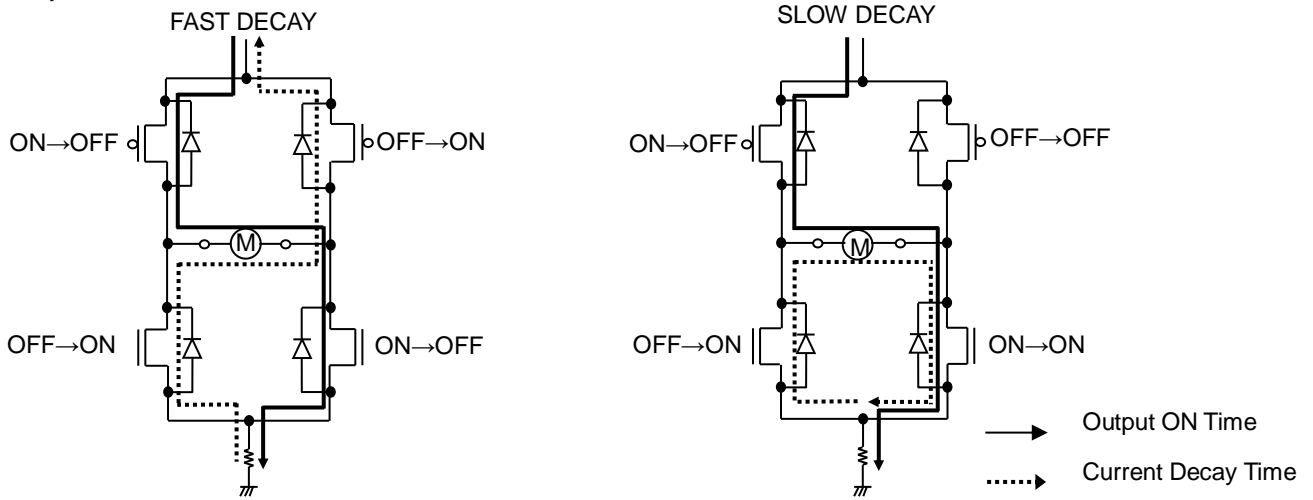 FAST DECAY
SLOW DECAY
ON→OFF
OFF→ON
ON→OFF
OFF→OFF
M
M
OFF→ON
ON→OFF
OFF→ON
ON→ON
Output ON Time
Current Decay Time